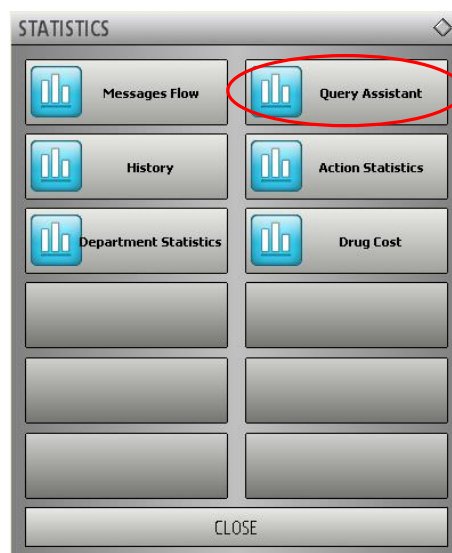 STATISTICS
Messages Flow
Query Assistant
History
Action Statistics
Department Statistics
Drug Cost
CLOSE